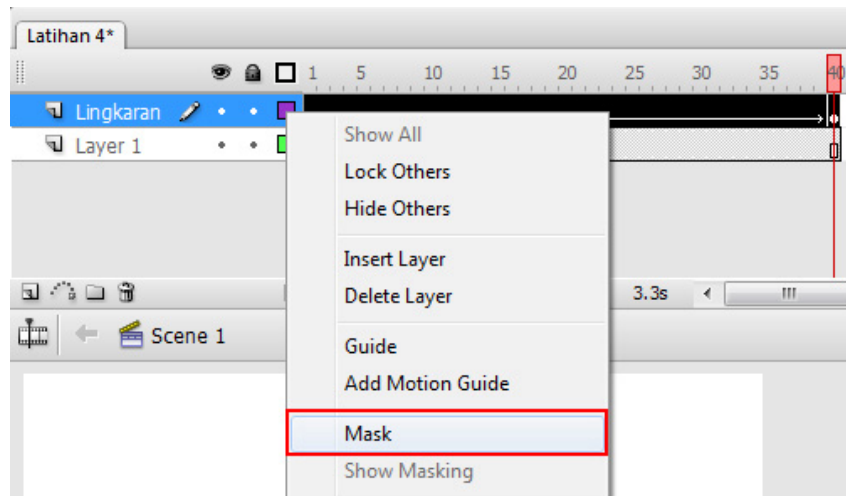 Latihan 4*
1 5 10 15 20 25 30 35 40
Lingkaran
Layer 1
Show All
Lock Others
Hide Others
Insert Layer
Delete Layer
3.3s
Scene 1
Guide
Add Motion Guide
Mask
Show Masking